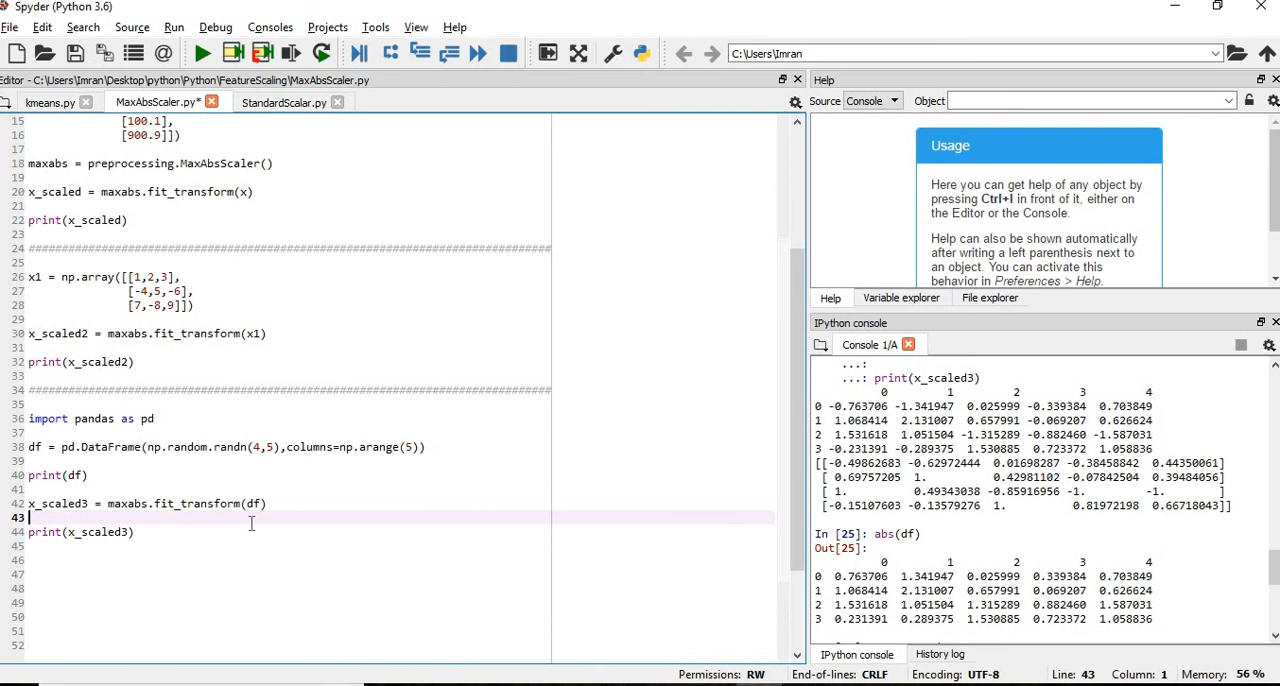 Spyder (Python 3.6)
File Edit Search Source Run Debug Consoles Projects Tools View Help
C:\Users\Imran
Editor - C:\Users\Imran\Desktop\python\Python\FeatureScaling\MaxAbsScaler.py
kmeans.py MaxAbsScaler.py* StandardScalar.py
15 [100.1],
16 [900.9]])
17
18 maxabs = preprocessing.MaxAbsScaler()
19
20 x_scaled = maxabs.fit_transform(x)
21
22 print(x_scaled)
23
24 ################################################################################
25
26 x1 = np.array([[1,2,3],
27 [-4,5,-6],
28 [7,-8,9]])
29
30 x_scaled2 = maxabs.fit_transform(x1)
31
32 print(x_scaled2)
33
34 ################################################################################
35
36 import pandas as pd
37
38 df = pd.DataFrame(np.random.randn(4,5),columns=np.arange(5))
39
40 print(df)
41
42 x_scaled3 = maxabs.fit_transform(df)
43
44 print(x_scaled3)
45
46
47
48
49
50
51
52
Help
Source Console Object
Usage
Here you can get help of any object by
pressing Ctrl+I in front of it, either on
the Editor or the Console.
Help can also be shown automatically
after writing a left parenthesis next to
an object. You can activate this
behavior in Preferences > Help.
Help Variable explorer File explorer
IPython console
Console 1/A
...:
...: print(x_scaled3)
0 1 2 3 4
0 -0.763706 -1.341947 0.025999 -0.339384 0.703849
1 1.068414 2.131007 0.657991 -0.069207 0.626624
2 1.531618 1.051504 -1.315289 -0.882460 -1.587031
3 -0.231391 -0.289375 1.530885 0.723372 1.058836
[[-0.49862683 -0.62972444 0.01698287 -0.38458842 0.44350061]
[ 0.69757205 1. 0.42981102 -0.07842504 0.39484056]
[ 1. 0.49343038 -0.85916956 -1. -1. ]
[-0.15107603 -0.13579276 1. 0.81972198 0.66718043]]
In [25]: abs(df)
Out[25]:
0 1 2 3 4
0 0.763706 1.341947 0.025999 0.339384 0.703849
1 1.068414 2.131007 0.657991 0.069207 0.626624
2 1.531618 1.051504 1.315289 0.882460 1.587031
3 0.231391 0.289375 1.530885 0.723372 1.058836
IPython console History log
Permissions: RW End-of-lines: CRLF Encoding: UTF-8 Line: 43 Column: 1 Memory: 56 %